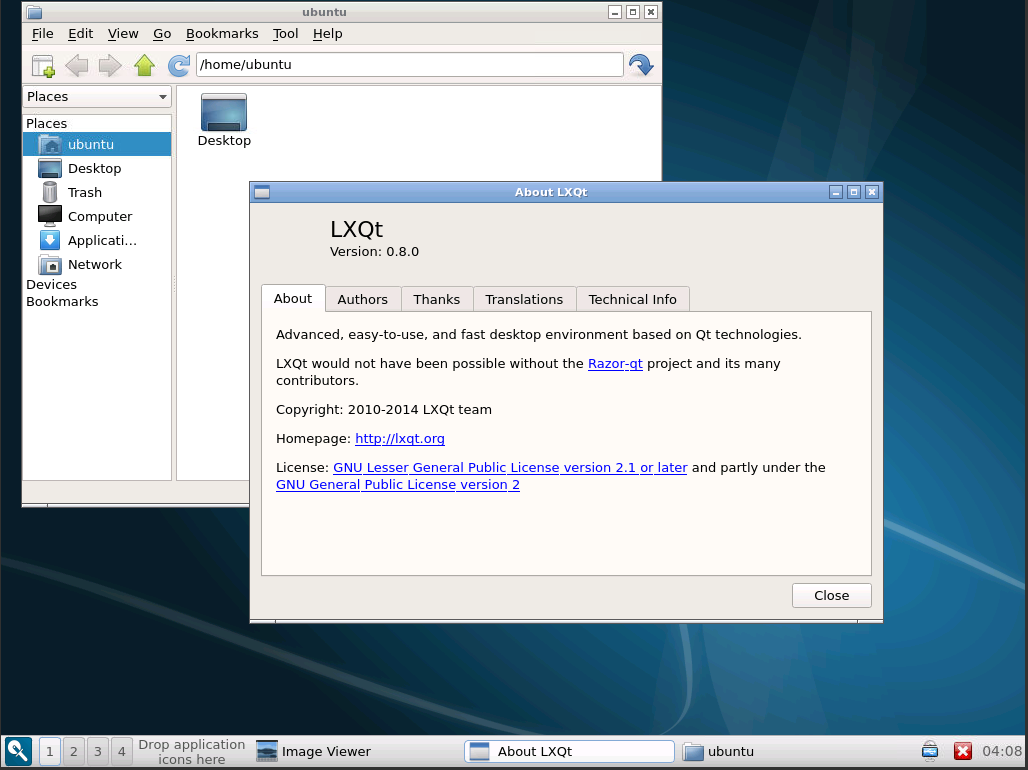 ubuntu
File Edit View Go Bookmarks Tool Help
/home/ubuntu
Places
Places
ubuntu
Desktop
Trash
Computer
Applicati...
Network
Devices
Bookmarks
Desktop
About LXQt
LXQt
Version: 0.8.0
About Authors Thanks Translations Technical Info
Advanced, easy-to-use, and fast desktop environment based on Qt technologies.
LXQt would not have been possible without the Razor-qt project and its many
contributors.
Copyright: 2010-2014 LXQt team
Homepage: http://lxqt.org
License: GNU Lesser General Public License version 2.1 or later and partly under the
GNU General Public License version 2
Close
1 2 3 4
Drop application
icons here
Image Viewer
About LXQt
ubuntu
04:08